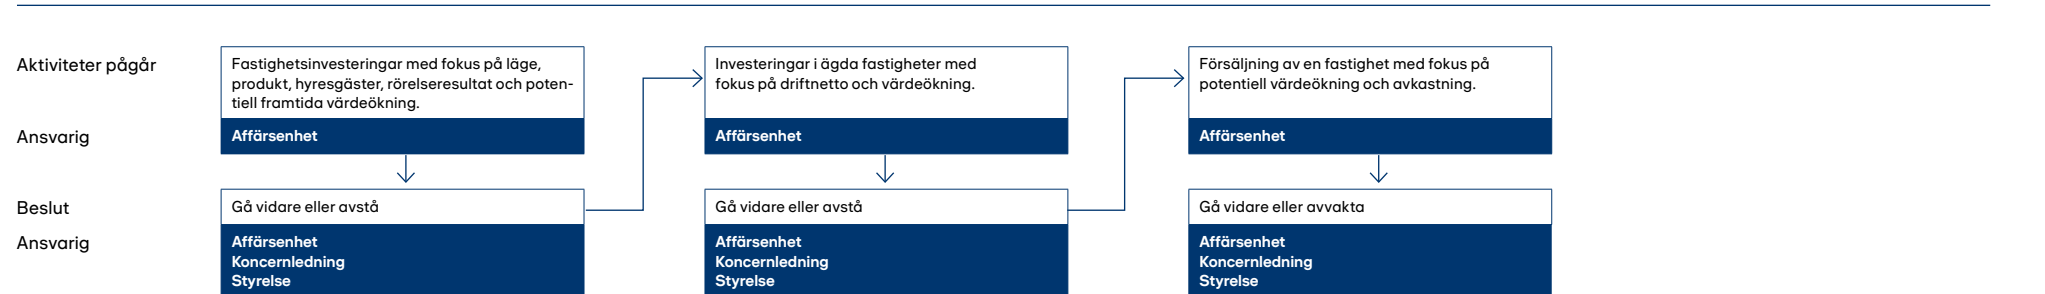 Aktiviteter pågår
Fastighetsinvesteringar med fokus på läge,
produkt, hyresgäster, rörelseresultat och poten-
tiell framtida värdeökning.
Investeringar i ägda fastigheter med
fokus på driftnetto och värdeökning.
Försäljning av en fastighet med fokus på
potentiell värdeökning och avkastning.
Ansvarig
Affärsenhet
Affärsenhet
Affärsenhet
Beslut
Gå vidare eller avstå
Gå vidare eller avstå
Gå vidare eller avvakta
Ansvarig
Affärsenhet
Koncernledning
Styrelse
Affärsenhet
Koncernledning
Styrelse
Affärsenhet
Koncernledning
Styrelse